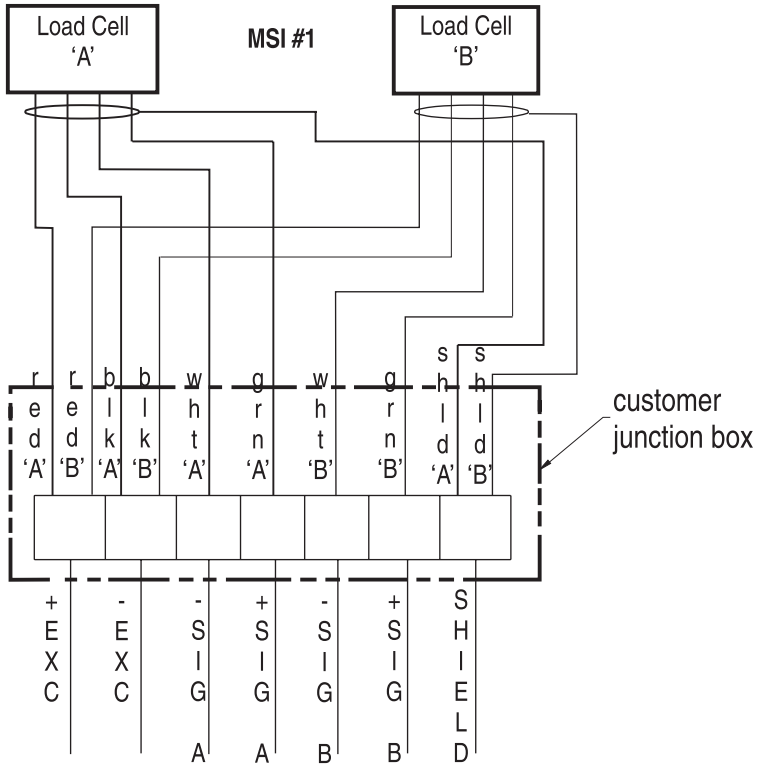 Load Cell
'A'
MSI #1
Load Cell
'B'
red 'A'
red 'B'
blk 'A'
blk 'B'
wht 'A'
grn 'A'
wht 'B'
grn 'B'
shld 'A'
shld 'B'
customer
junction box
+EXC
-EXC
-SIG A
+SIG A
-SIG B
+SIG B
SHIELD